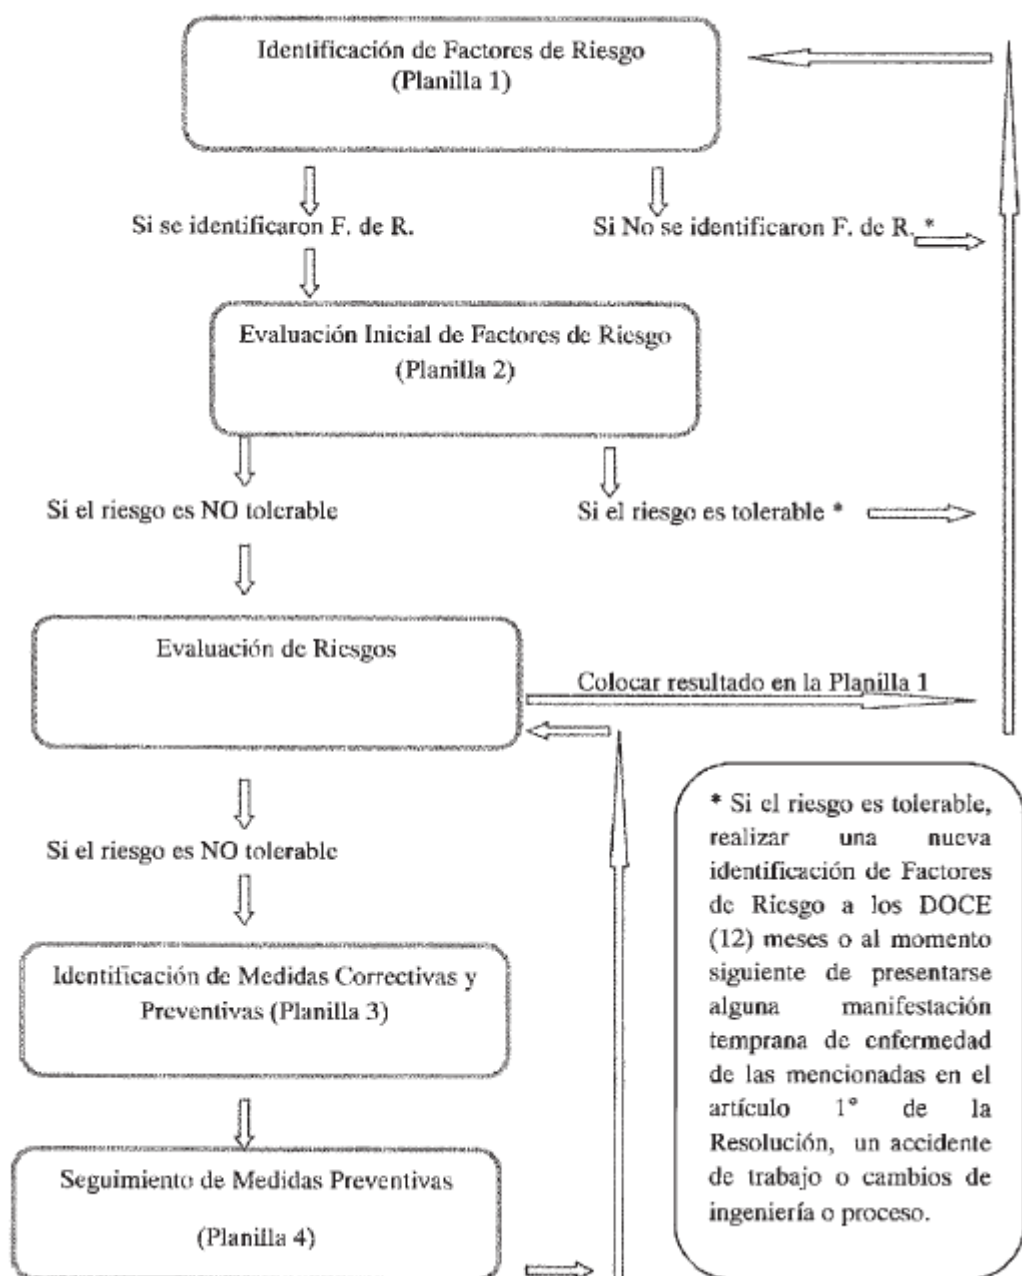 Identificación de Factores de Riesgo
(Planilla 1)
Si se identificaron F. de R.
Si No se identificaron F. de R. *
Evaluación Inicial de Factores de Riesgo
(Planilla 2)
Si el riesgo es NO tolerable
Si el riesgo es tolerable *
Evaluación de Riesgos
Colocar resultado en la Planilla 1
Si el riesgo es NO tolerable
Identificación de Medidas Correctivas y
Preventivas (Planilla 3)
Seguimiento de Medidas Preventivas
(Planilla 4)
* Si el riesgo es tolerable,
realizar una nueva
identificación de Factores
de Riesgo a los DOCE
(12) meses o al momento
siguiente de presentarse
alguna manifestación
temprana de enfermedad
de las mencionadas en el
artículo 1° de la
Resolución, un accidente
de trabajo o cambios de
ingeniería o proceso.